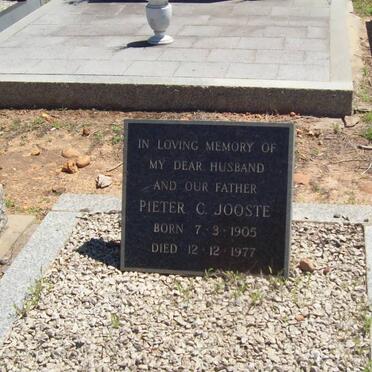 IN LOVING MEMORY OF
MY DEAR HUSBAND
AND OUR FATHER
PIETER C. JOOSTE
BORN 7·3·1905
DIED 12·12·1977